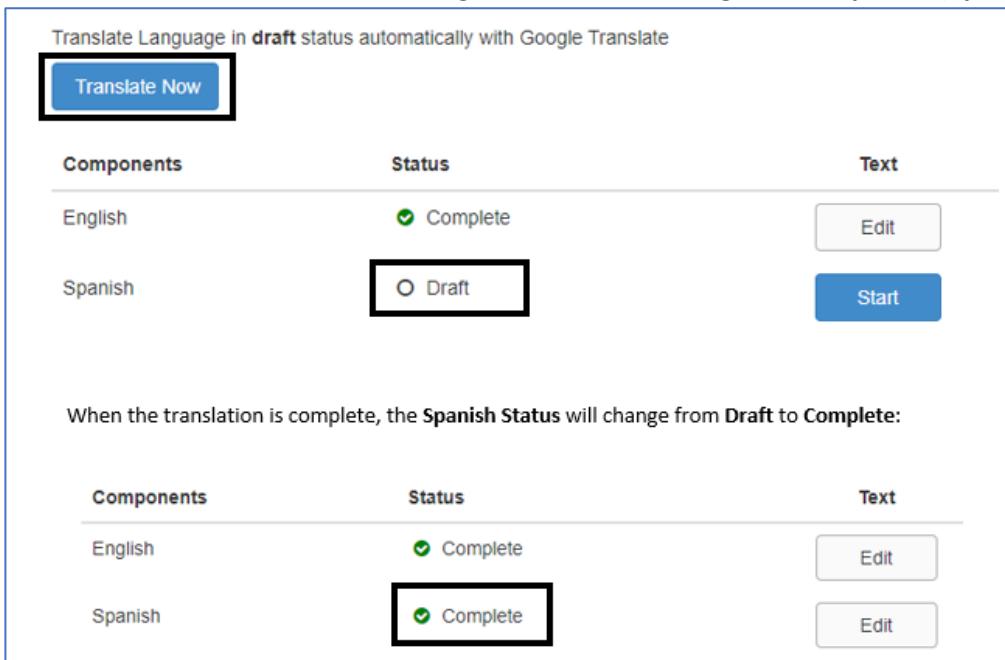 Translate Language in draft status automatically with Google Translate
Translate Now
Components Status Text
English Complete Edit
Spanish Draft Start
When the translation is complete, the Spanish Status will change from Draft to Complete:
Components Status Text
English Complete Edit
Spanish Complete Edit